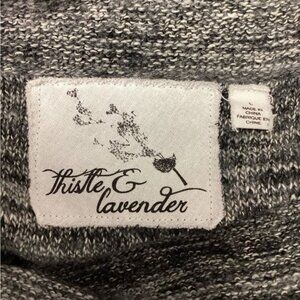 thistle &
lavender
L
MADE IN
CHINA
FABRIQUÉ EN
CHINE